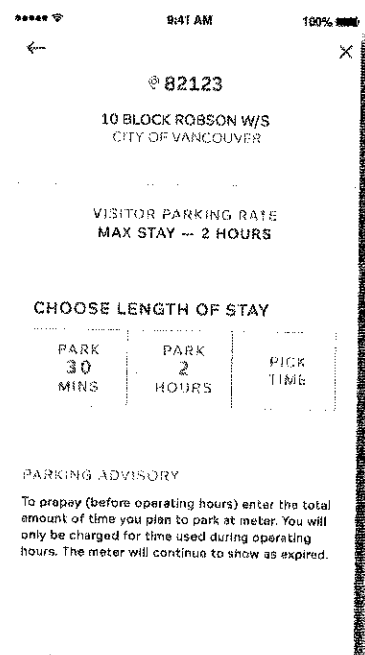 9:41 AM
100%
82123
10 BLOCK ROBSON W/S
CITY OF VANCOUVER
VISITOR PARKING RATE
MAX STAY — 2 HOURS
CHOOSE LENGTH OF STAY
PARK
30
MINS
PARK
2
HOURS
PICK
TIME
PARKING ADVISORY
To prepay (before operating hours) enter the total
amount of time you plan to park at meter. You will
only be charged for time used during operating
hours. The meter will continue to show as expired.